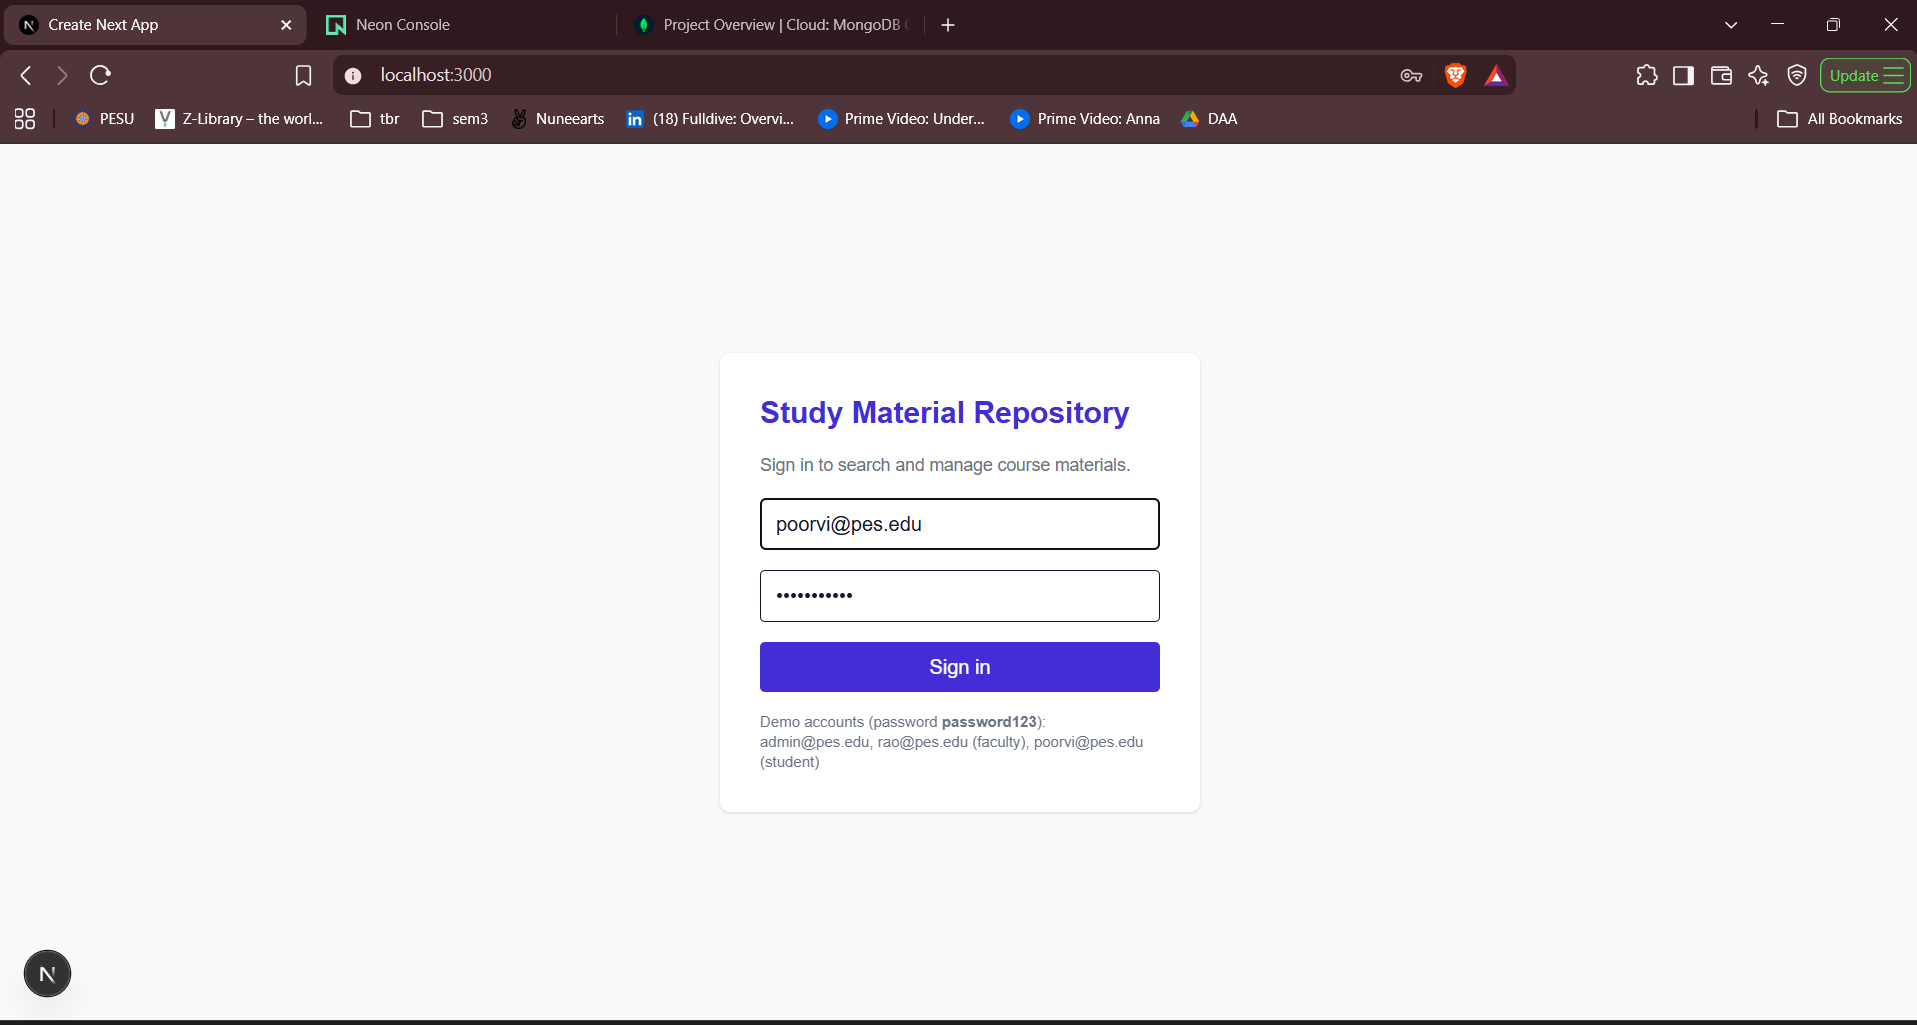 Create Next App
Neon Console
Project Overview | Cloud: MongoDB
localhost:3000
Update
PESU
Z-Library – the worl...
tbr
sem3
Nuneearts
(18) Fulldive: Overvi...
Prime Video: Under...
Prime Video: Anna
DAA
All Bookmarks
Study Material Repository
Sign in to search and manage course materials.
poorvi@pes.edu
•••••••••••
Sign in
Demo accounts (password password123):
admin@pes.edu, rao@pes.edu (faculty), poorvi@pes.edu
(student)
N